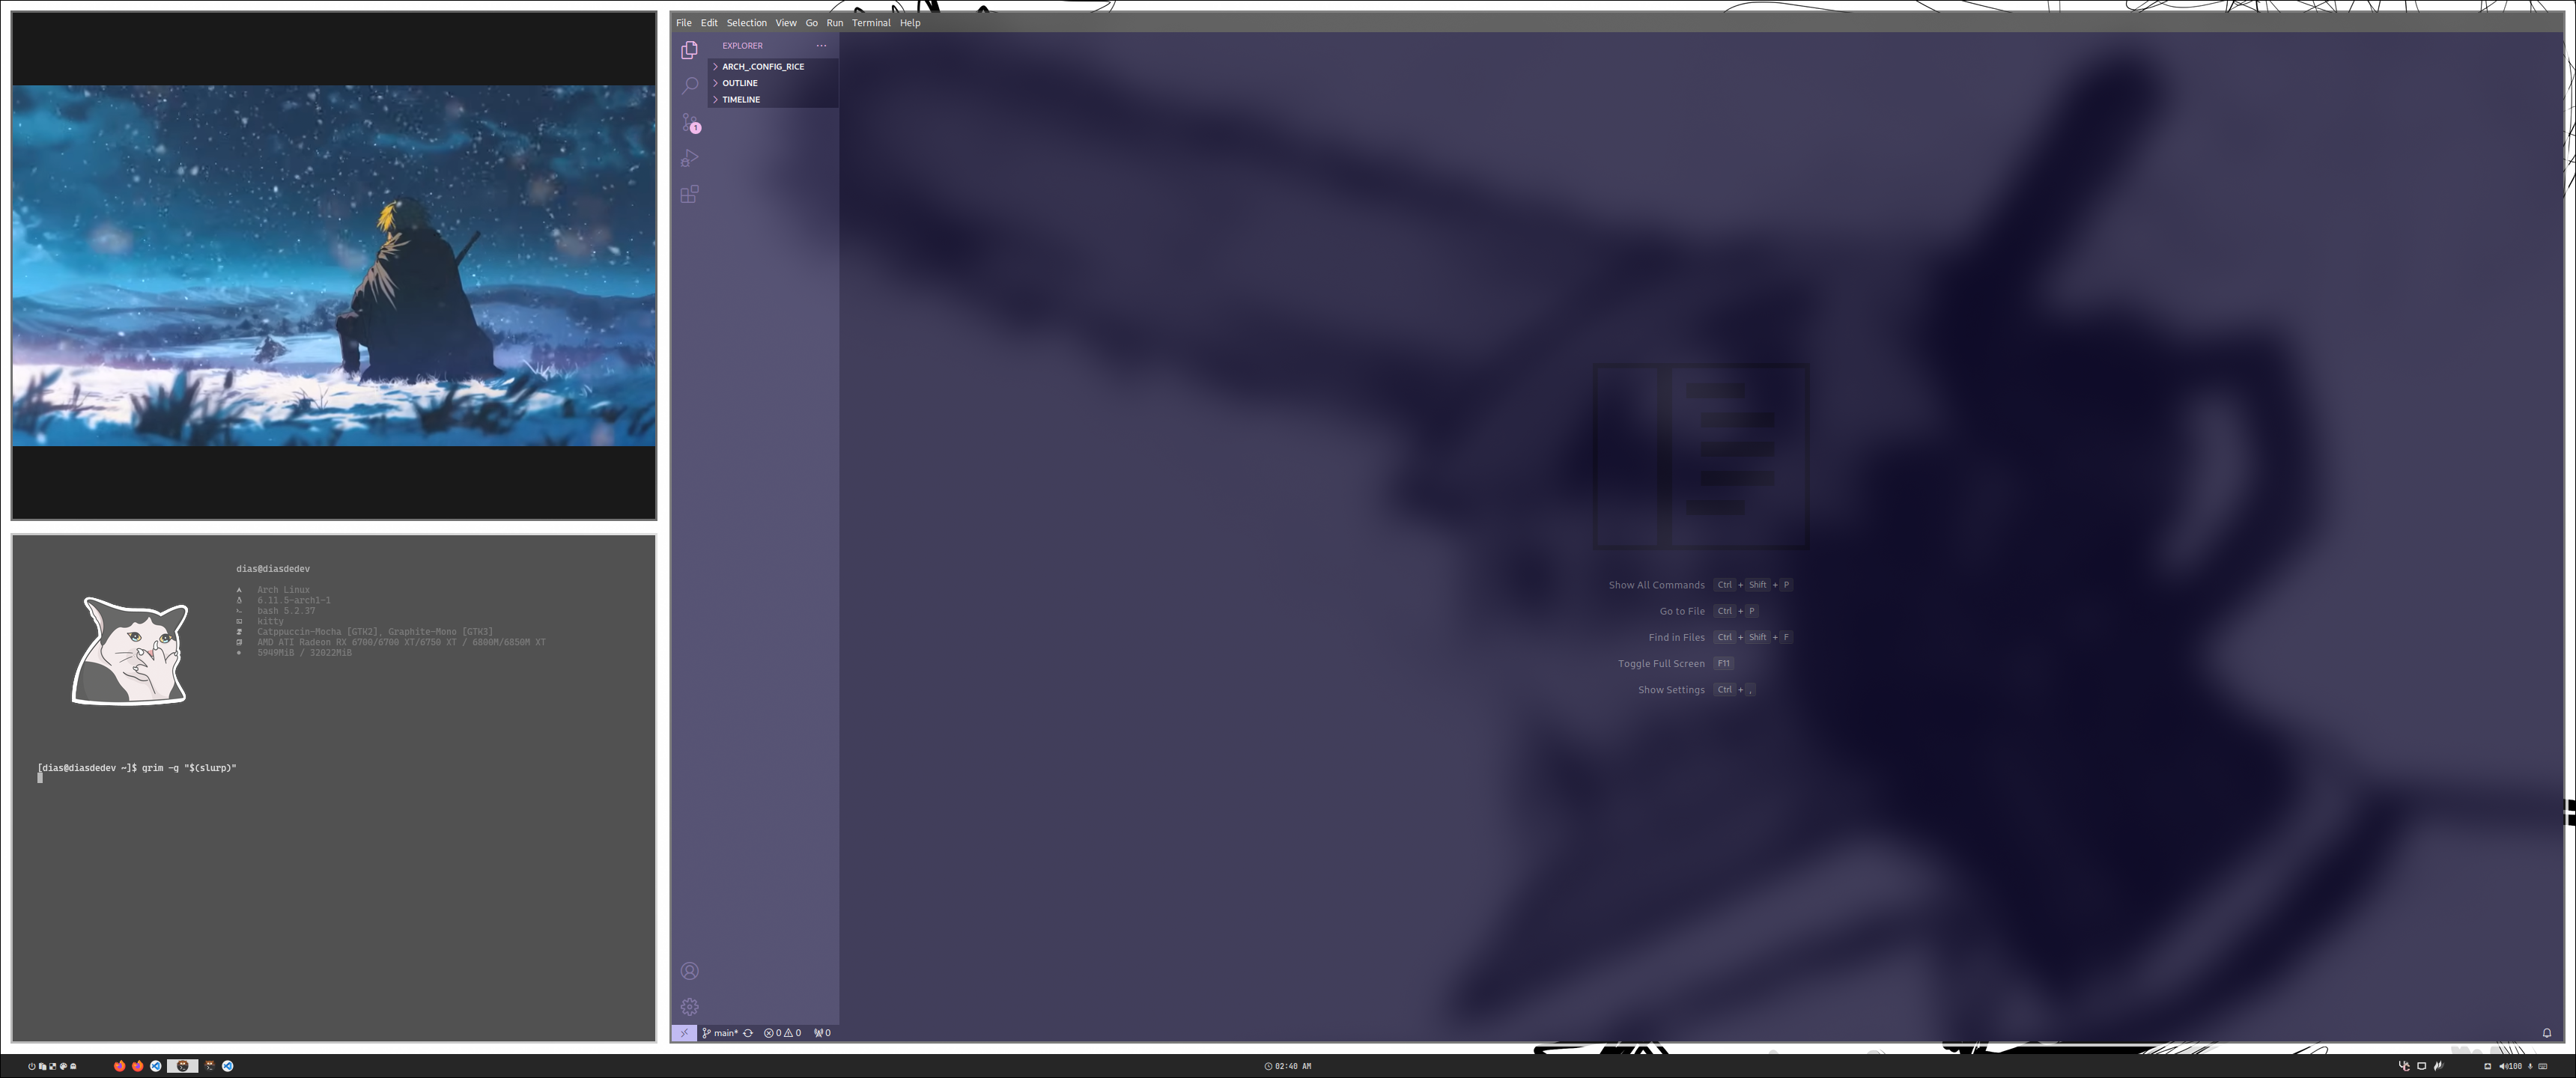 File Edit Selection View Go Run Terminal Help
EXPLORER
ARCH_.CONFIG_RICE
OUTLINE
TIMELINE
1
dias@diasdedev
Arch Linux
6.11.5-arch1-1
bash 5.2.37
kitty
Catppuccin-Mocha [GTK2], Graphite-Mono [GTK3]
AMD ATI Radeon RX 6700/6700 XT/6750 XT / 6800M/6850M XT
5949MiB / 32022MiB
[dias@diasdedev ~]$ grim -g "$(slurp)"
Show All Commands Ctrl + Shift + P
Go to File Ctrl + P
Find in Files Ctrl + Shift + F
Toggle Full Screen F11
Show Settings Ctrl + ,
main* 0 0 0
02:40 AM
100